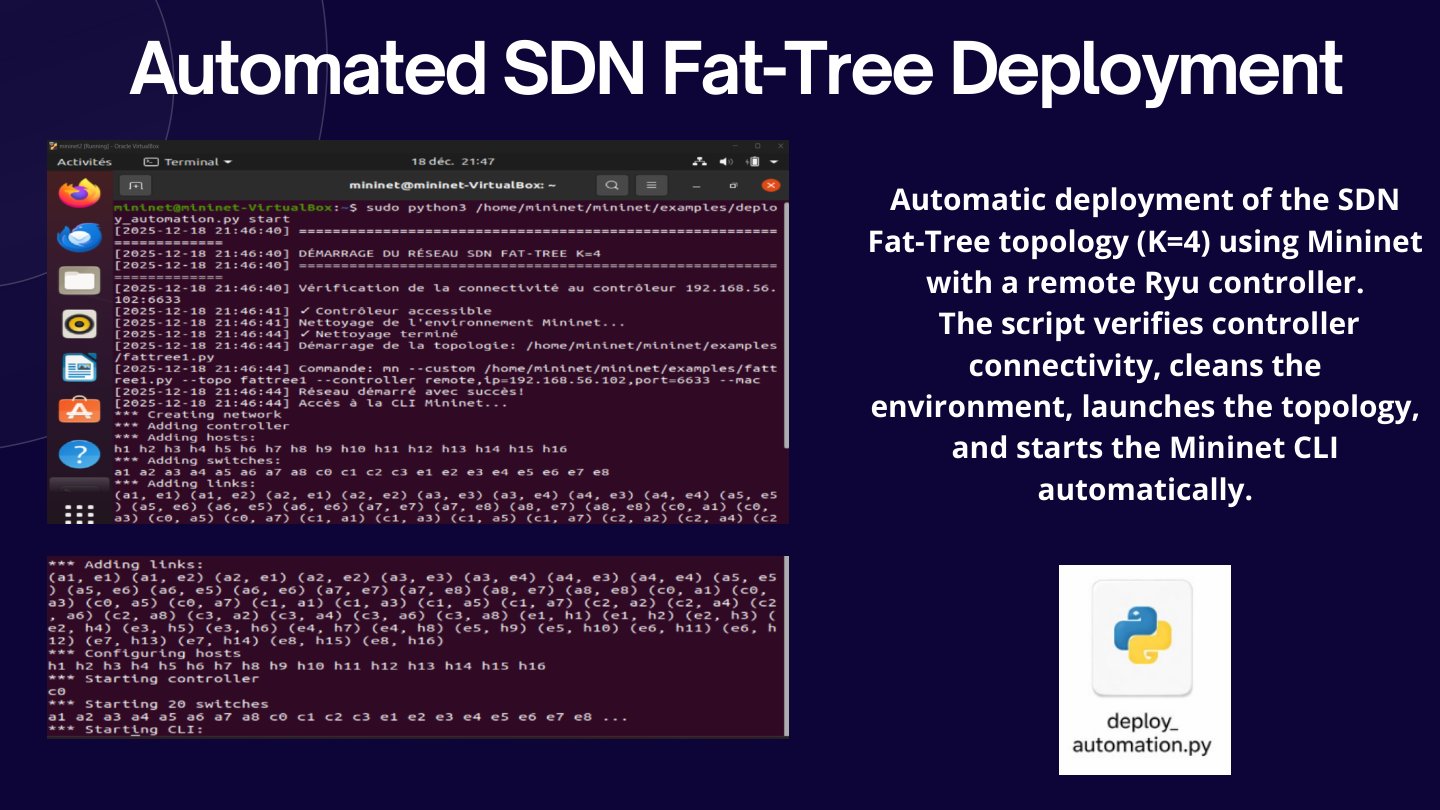 Automated SDN Fat-Tree Deployment
mininet2 [Running] - Oracle VirtualBox
Activités
Terminal
18 déc. 21:47
mininet@mininet-VirtualBox: ~
mininet@mininet-VirtualBox:~$ sudo python3 /home/mininet/mininet/examples/deplo
y_automation.py start
[2025-12-18 21:46:40] =======================================================
=============
[2025-12-18 21:46:40] DÉMARRAGE DU RÉSEAU SDN FAT-TREE K=4
[2025-12-18 21:46:40] =======================================================
=============
[2025-12-18 21:46:40] Vérification de la connectivité au contrôleur 192.168.56.
102:6633
[2025-12-18 21:46:41] ✓ Contrôleur accessible
[2025-12-18 21:46:41] Nettoyage de l'environnement Mininet...
[2025-12-18 21:46:44] ✓ Nettoyage terminé
[2025-12-18 21:46:44] Démarrage de la topologie: /home/mininet/mininet/examples
/fattree1.py
[2025-12-18 21:46:44] Commande: mn --custom /home/mininet/mininet/examples/fatt
ree1.py --topo fattree1 --controller remote,ip=192.168.56.102,port=6633 --mac
[2025-12-18 21:46:44] Réseau démarré avec succès!
[2025-12-18 21:46:44] Accès à la CLI Mininet...
*** Creating network
*** Adding controller
*** Adding hosts:
h1 h2 h3 h4 h5 h6 h7 h8 h9 h10 h11 h12 h13 h14 h15 h16
*** Adding switches:
a1 a2 a3 a4 a5 a6 a7 a8 c0 c1 c2 c3 e1 e2 e3 e4 e5 e6 e7 e8
*** Adding links:
(a1, e1) (a1, e2) (a2, e1) (a2, e2) (a3, e3) (a3, e4) (a4, e3) (a4, e4) (a5, e5
) (a5, e6) (a6, e5) (a6, e6) (a7, e7) (a7, e8) (a8, e7) (a8, e8) (c0, a1) (c0,
a3) (c0, a5) (c0, a7) (c1, a1) (c1, a3) (c1, a5) (c1, a7) (c2, a2) (c2, a4) (c2
*** Adding links:
(a1, e1) (a1, e2) (a2, e1) (a2, e2) (a3, e3) (a3, e4) (a4, e3) (a4, e4) (a5, e5
) (a5, e6) (a6, e5) (a6, e6) (a7, e7) (a7, e8) (a8, e7) (a8, e8) (c0, a1) (c0,
a3) (c0, a5) (c0, a7) (c1, a1) (c1, a3) (c1, a5) (c1, a7) (c2, a2) (c2, a4) (c2
, a6) (c2, a8) (c3, a2) (c3, a4) (c3, a6) (c3, a8) (e1, h1) (e1, h2) (e2, h3) (
e2, h4) (e3, h5) (e3, h6) (e4, h7) (e4, h8) (e5, h9) (e5, h10) (e6, h11) (e6, h
12) (e7, h13) (e7, h14) (e8, h15) (e8, h16)
*** Configuring hosts
h1 h2 h3 h4 h5 h6 h7 h8 h9 h10 h11 h12 h13 h14 h15 h16
*** Starting controller
c0
*** Starting 20 switches
a1 a2 a3 a4 a5 a6 a7 a8 c0 c1 c2 c3 e1 e2 e3 e4 e5 e6 e7 e8 ...
*** Starting CLI:
Automatic deployment of the SDN
Fat-Tree topology (K=4) using Mininet
with a remote Ryu controller.
The script verifies controller
connectivity, cleans the
environment, launches the topology,
and starts the Mininet CLI
automatically.
deploy_
automation.py